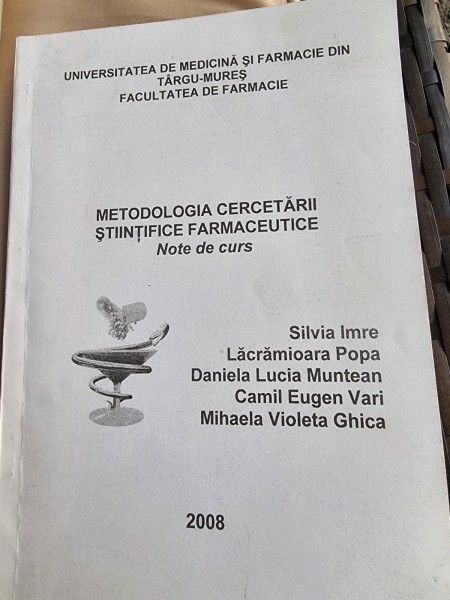 UNIVERSITATEA DE MEDICINĂ ŞI FARMACIE DIN
TÂRGU-MUREŞ
FACULTATEA DE FARMACIE
METODOLOGIA CERCETĂRII
ŞTIINŢIFICE FARMACEUTICE
Note de curs
Silvia Imre
Lăcrămioara Popa
Daniela Lucia Muntean
Camil Eugen Vari
Mihaela Violeta Ghica
2008